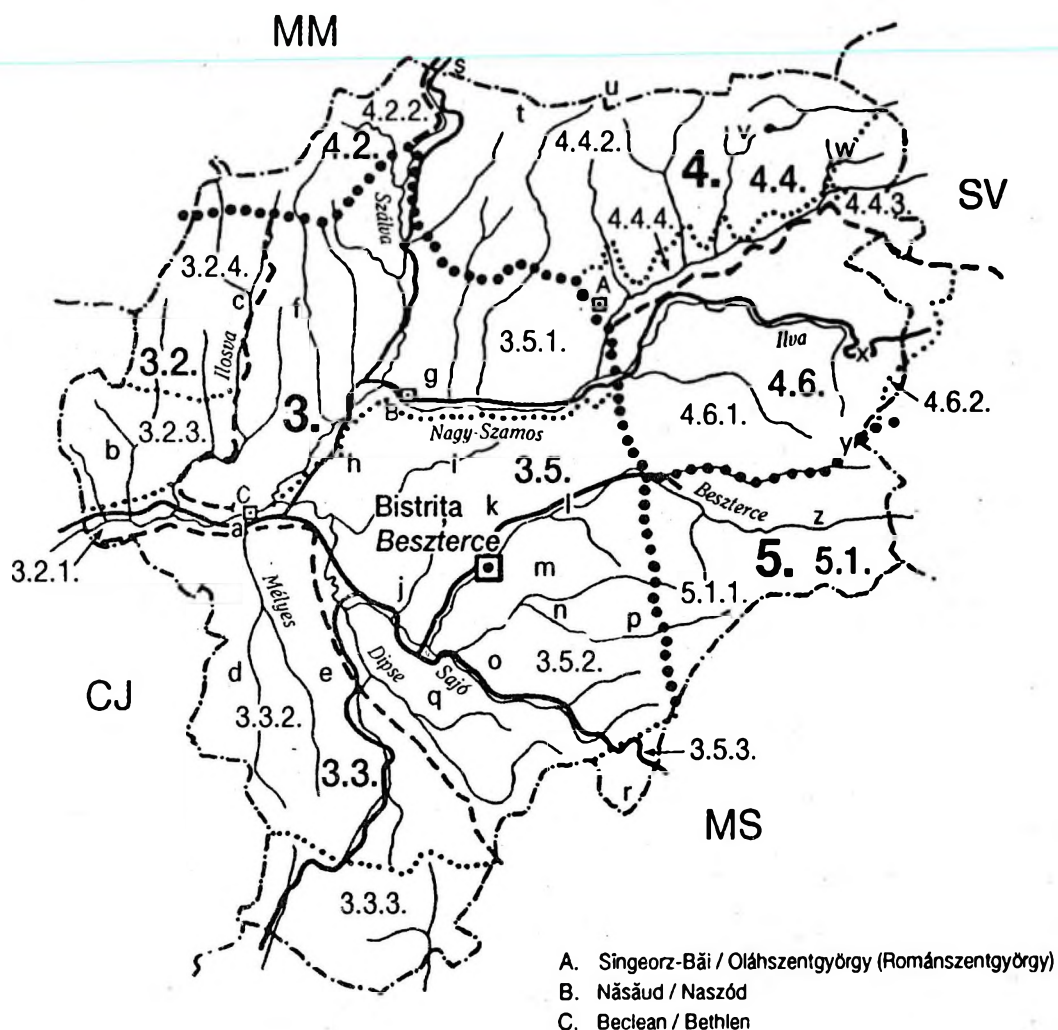 MM
s
u
t
4.2.2.
4.2.
4.4.2.
4.
v
w
4.4.
SV
4.4.3.
Szálva
4.4.4.
3.2.4.
c
A
f
3.5.1.
Ilva
x
Ilosva
3.2.
g
4.6.
3.
B
4.6.1.
4.6.2.
3.2.3.
Nagy-Szamos
b
y
h
i
3.5.
C
Bistrita
k
l
Beszterce
z
a
Beszterce
3.2.1.
5.
5.1.
m
j
5.1.1.
Mélyes
n
p
d
e
Dipse
Sajó
o
3.5.2.
CJ
q
3.3.2.
3.5.3.
3.3.
r
MS
3.3.3.
A. Singeorz-Băi / Oláhszentgyörgy (Románszentgyörgy)
B. Năsăud / Naszód
C. Beclean / Bethlen